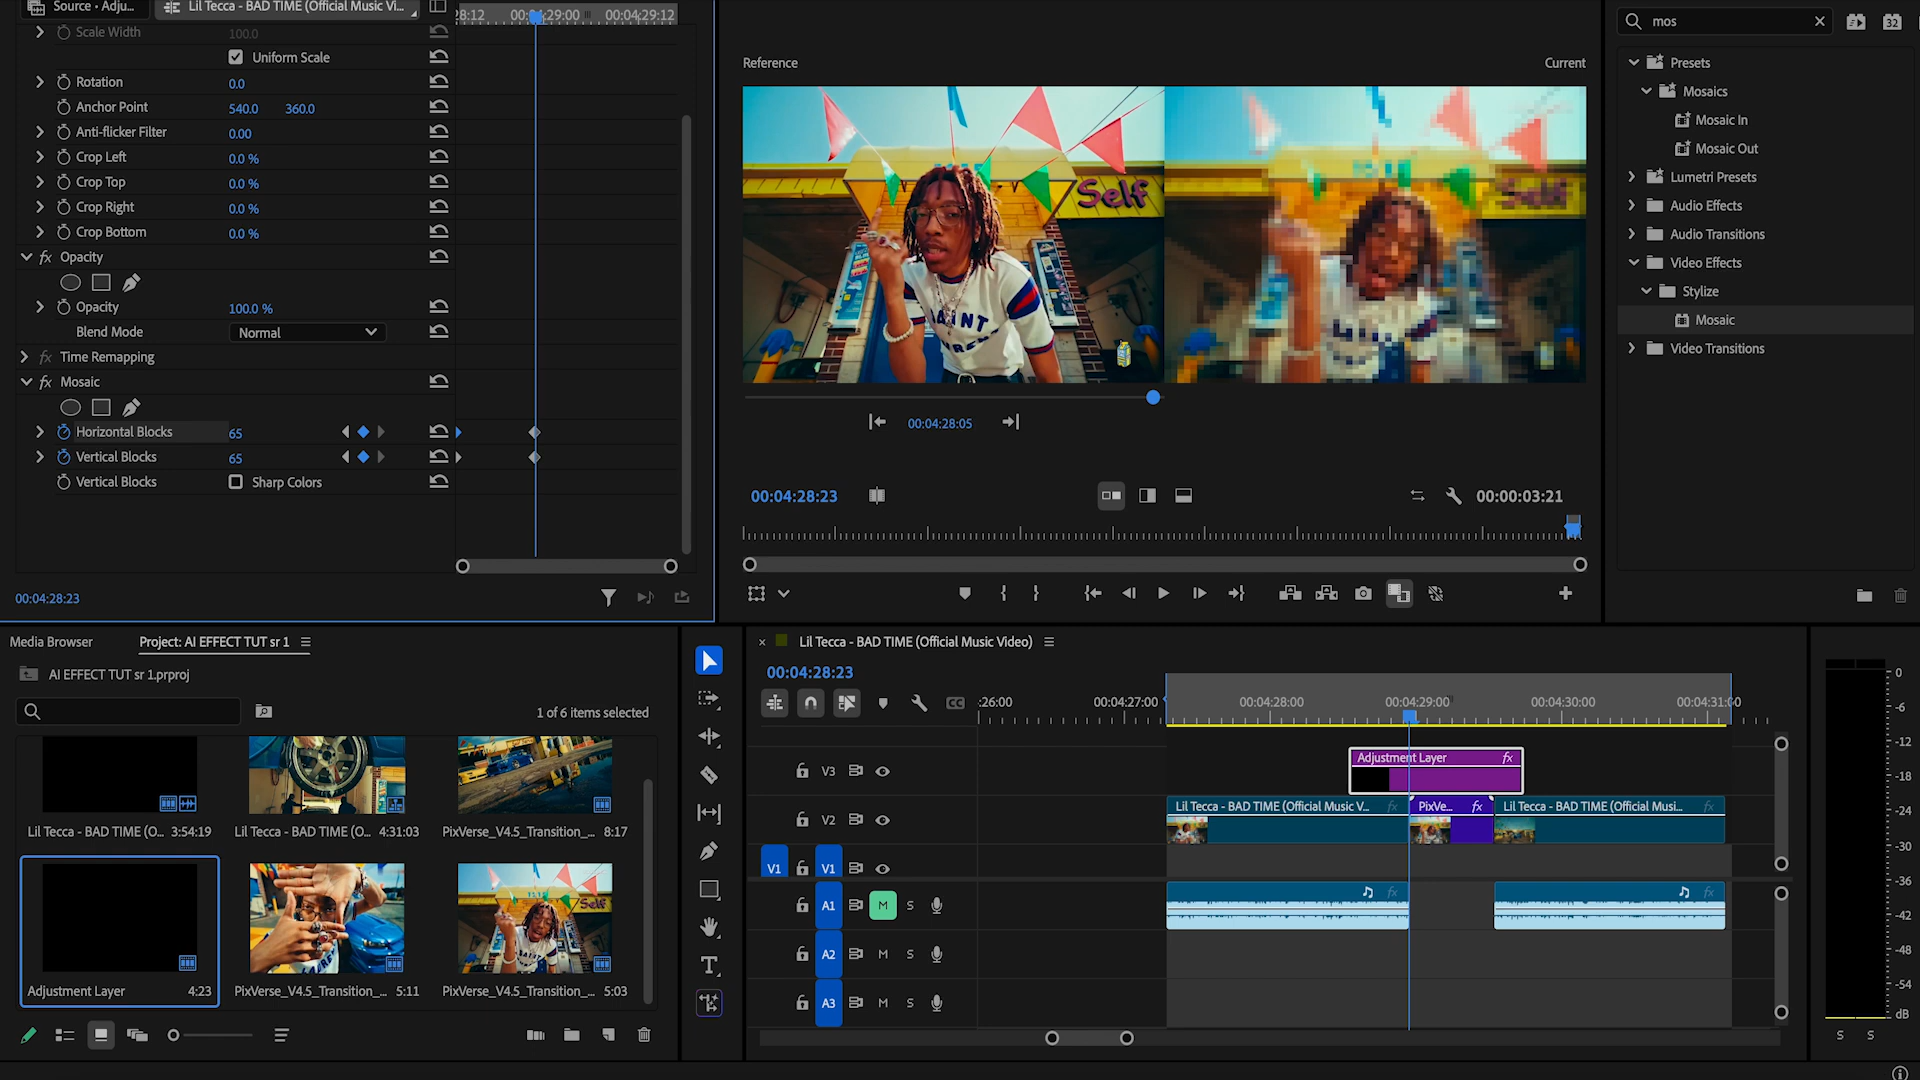 Source • Adju...
Lil Tecca - BAD TIME (Official Music Vi...
28:12
00:04:29:00
00:04:29:12
Scale Width
100.0
Uniform Scale
Rotation
0.0
Anchor Point
540.0
360.0
Anti-flicker Filter
0.00
Crop Left
0.0 %
Crop Top
0.0 %
Crop Right
0.0 %
Crop Bottom
0.0 %
fx Opacity
Opacity
100.0 %
Blend Mode
Normal
fx Time Remapping
fx Mosaic
Horizontal Blocks
65
Vertical Blocks
65
Vertical Blocks
Sharp Colors
00:04:28:23
Reference
Current
Self
Self
00:04:28:05
00:04:28:23
00:00:03:21
mos
32
Presets
Mosaics
Mosaic In
Mosaic Out
Lumetri Presets
Audio Effects
Audio Transitions
Video Effects
Stylize
Mosaic
Video Transitions
Media Browser
Project: AI EFFECT TUT sr 1
AI EFFECT TUT sr 1.prproj
1 of 6 items selected
Lil Tecca - BAD TIME (O...
3:54:19
Lil Tecca - BAD TIME (O...
4:31:03
PixVerse_V4.5_Transition_...
8:17
Adjustment Layer
4:23
PixVerse_V4.5_Transition_...
5:11
PixVerse_V4.5_Transition_...
5:03
Lil Tecca - BAD TIME (Official Music Video)
00:04:28:23
CC
:26:00
00:04:27:00
00:04:28:00
00:04:29:00
00:04:30:00
00:04:31:00
V3
Adjustment Layer
fx
V2
Lil Tecca - BAD TIME (Official Music V...
fx
PixVe...
fx
Lil Tecca - BAD TIME (Official Musi...
fx
V1
V1
A1
M
S
fx
fx
A2
M
S
A3
M
S
0
-6
-12
-18
-24
-30
-36
-42
-48
-54
dB
S
S